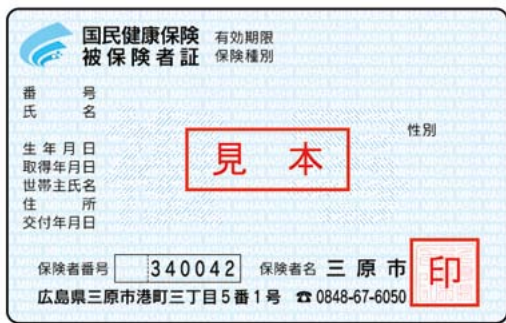 国民健康保険 有効期限
被保険者証 保険種別
番号
氏名
性別
生年月日
取得年月日
世帯主氏名
住所
交付年月日
見本
保険者番号 340042 保険者名 三原市 印
広島県三原市港町三丁目5番1号 ☎0848-67-6050